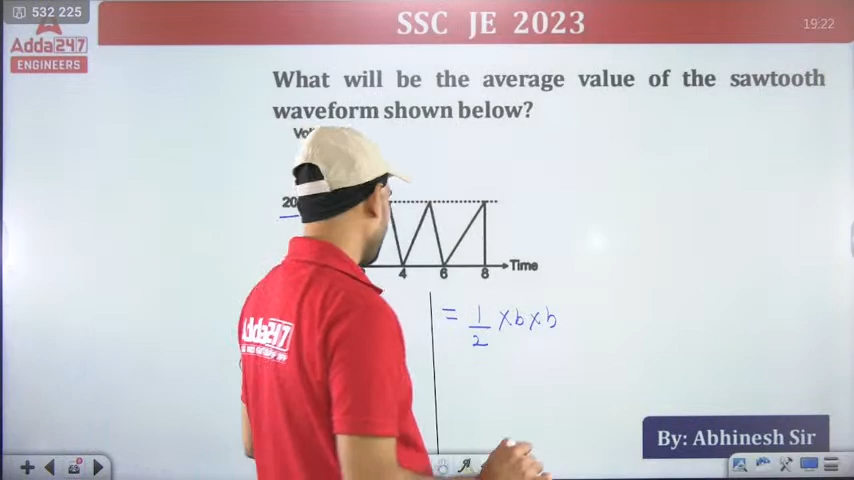 532 225
SSC JE 2023
19:22
Adda247
ENGINEERS
What will be the average value of the sawtooth
waveform shown below?
20
Time
4 6 8
= 1/2 x b x b
Adda247
By: Abhinesh Sir